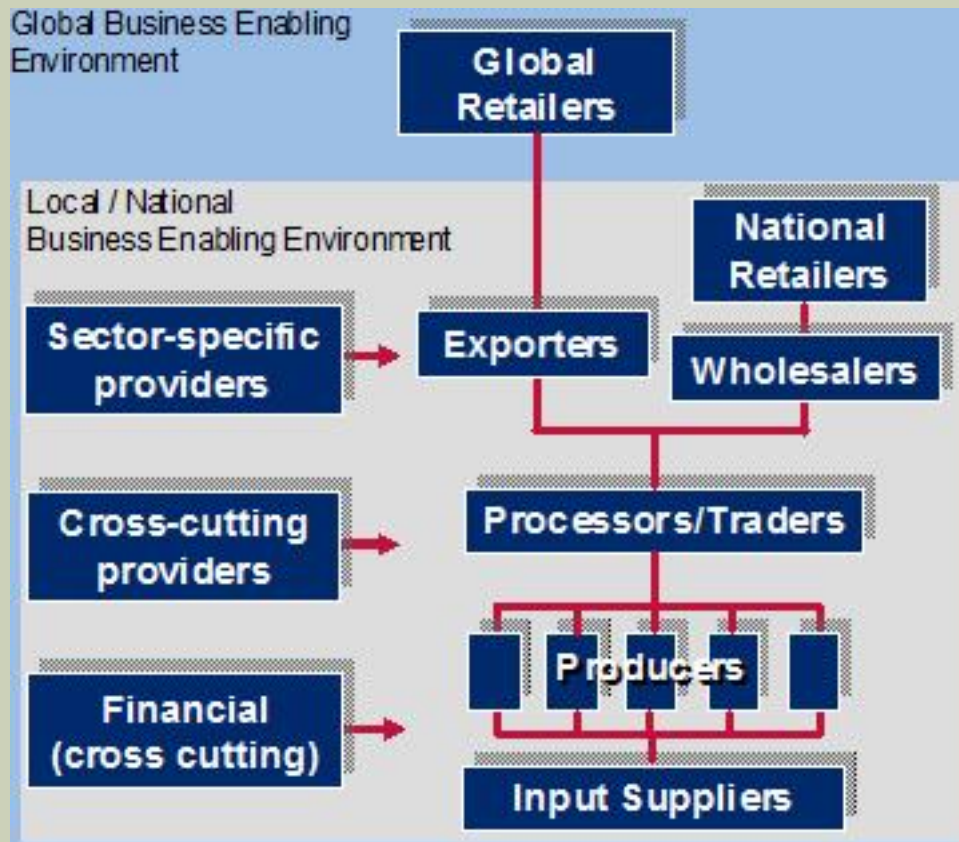 Global Business Enabling
Environment
Global
Retailers
Local / National
Business Enabling Environment
National
Retailers
Sector-specific
providers
Exporters
Wholesalers
Cross-cutting
providers
Processors/Traders
Producers
Financial
(cross cutting)
Input Suppliers